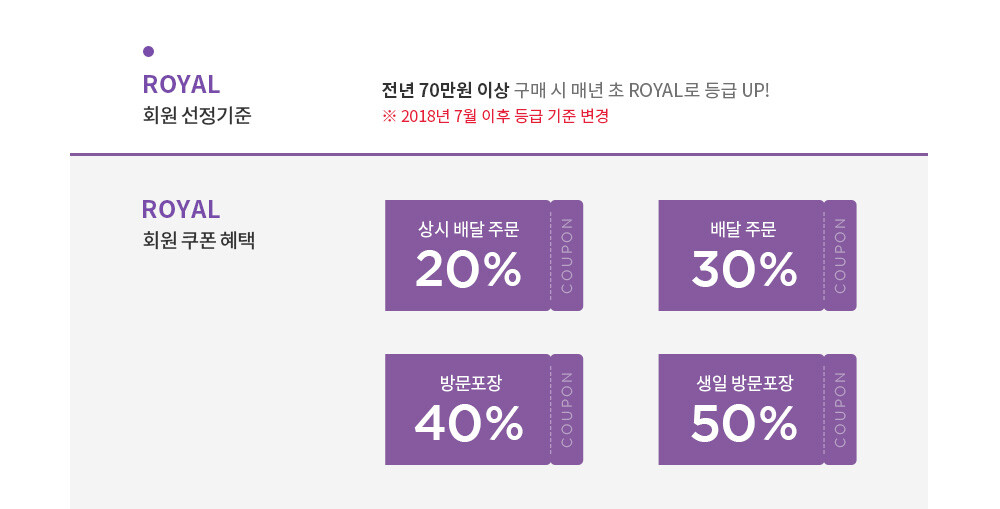 ROYAL
회원 선정기준
전년 70만원 이상 구매 시 매년 초 ROYAL로 등급 UP!
※ 2018년 7월 이후 등급 기준 변경
ROYAL
회원 쿠폰 혜택
상시 배달 주문
20%
COUPON
배달 주문
30%
COUPON
방문포장
40%
COUPON
생일 방문포장
50%
COUPON